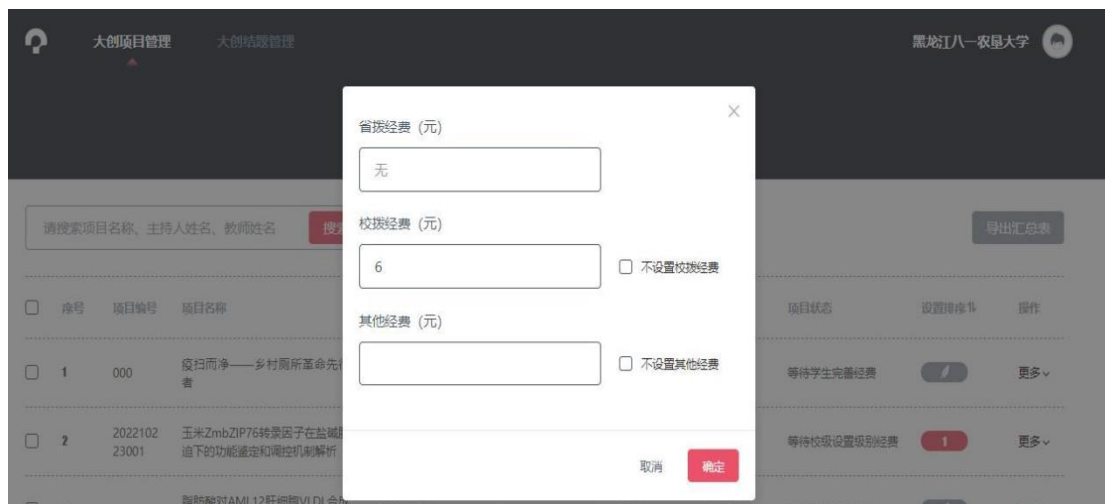 大创项目管理
大创结题管理
黑龙江八一农垦大学
省拨经费 (元)
无
请搜索项目名称、主持人姓名、教师姓名
校拨经费 (元)
导出汇总表
6
不设置校拨经费
序号
项目编号
项目名称
项目状态
设置排序
操作
其他经费 (元)
不设置其他经费
1
000
疫扫而净——乡村厕所革命先
者
等待学生完善经费
更多
2
2022102
23001
玉米ZmbZIP76转录因子在盐碱
迫下的功能鉴定和调控机制解析
等待校级设置级别经费
1
更多
取消
确定